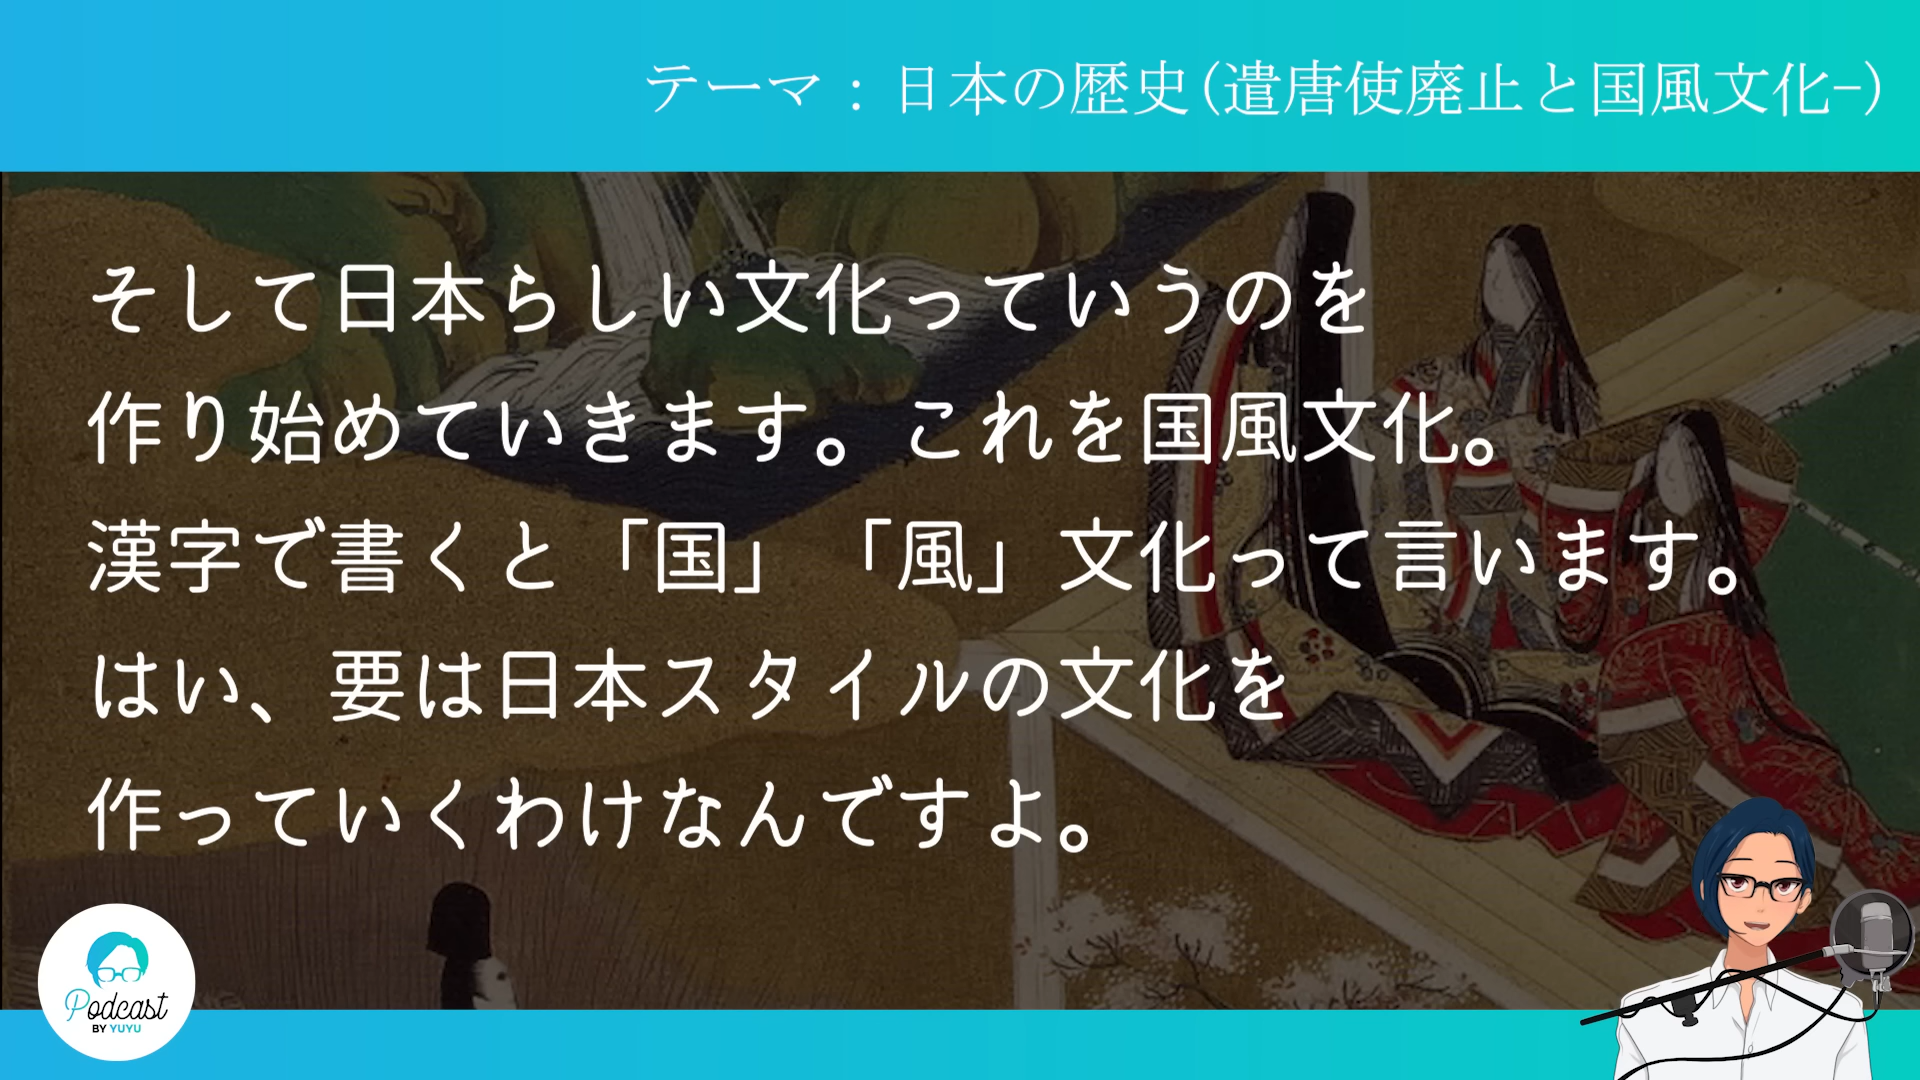 テーマ：日本の歴史(遣唐使廃止と国風文化-)
そして日本らしい文化っていうのを
作り始めていきます。これを国風文化。
漢字で書くと「国」「風」文化って言います。
はい、要は日本スタイルの文化を
作っていくわけなんですよ。
Podcast
BY YUYU